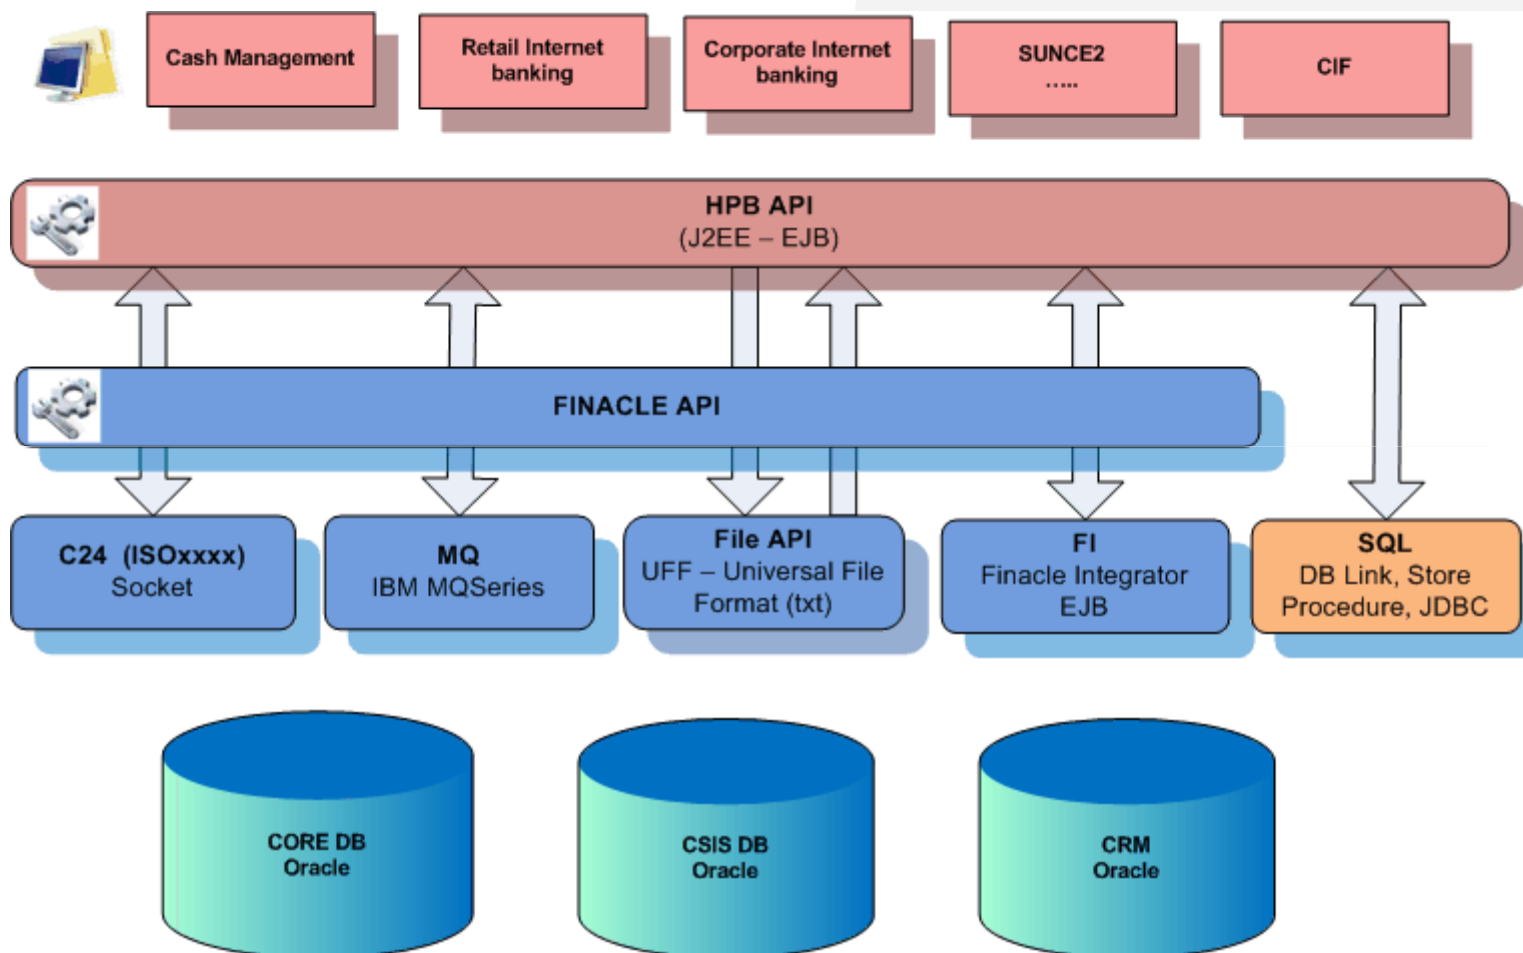 Cash Management
Retail Internet
banking
Corporate Internet
banking
SUNCE2
.....
CIF
HPB API
(J2EE – EJB)
FINACLE API
C24 (ISOxxxx)
Socket
MQ
IBM MQSeries
File API
UFF – Universal File
Format (txt)
FI
Finacle Integrator
EJB
SQL
DB Link, Store
Procedure, JDBC
CORE DB
Oracle
CSIS DB
Oracle
CRM
Oracle